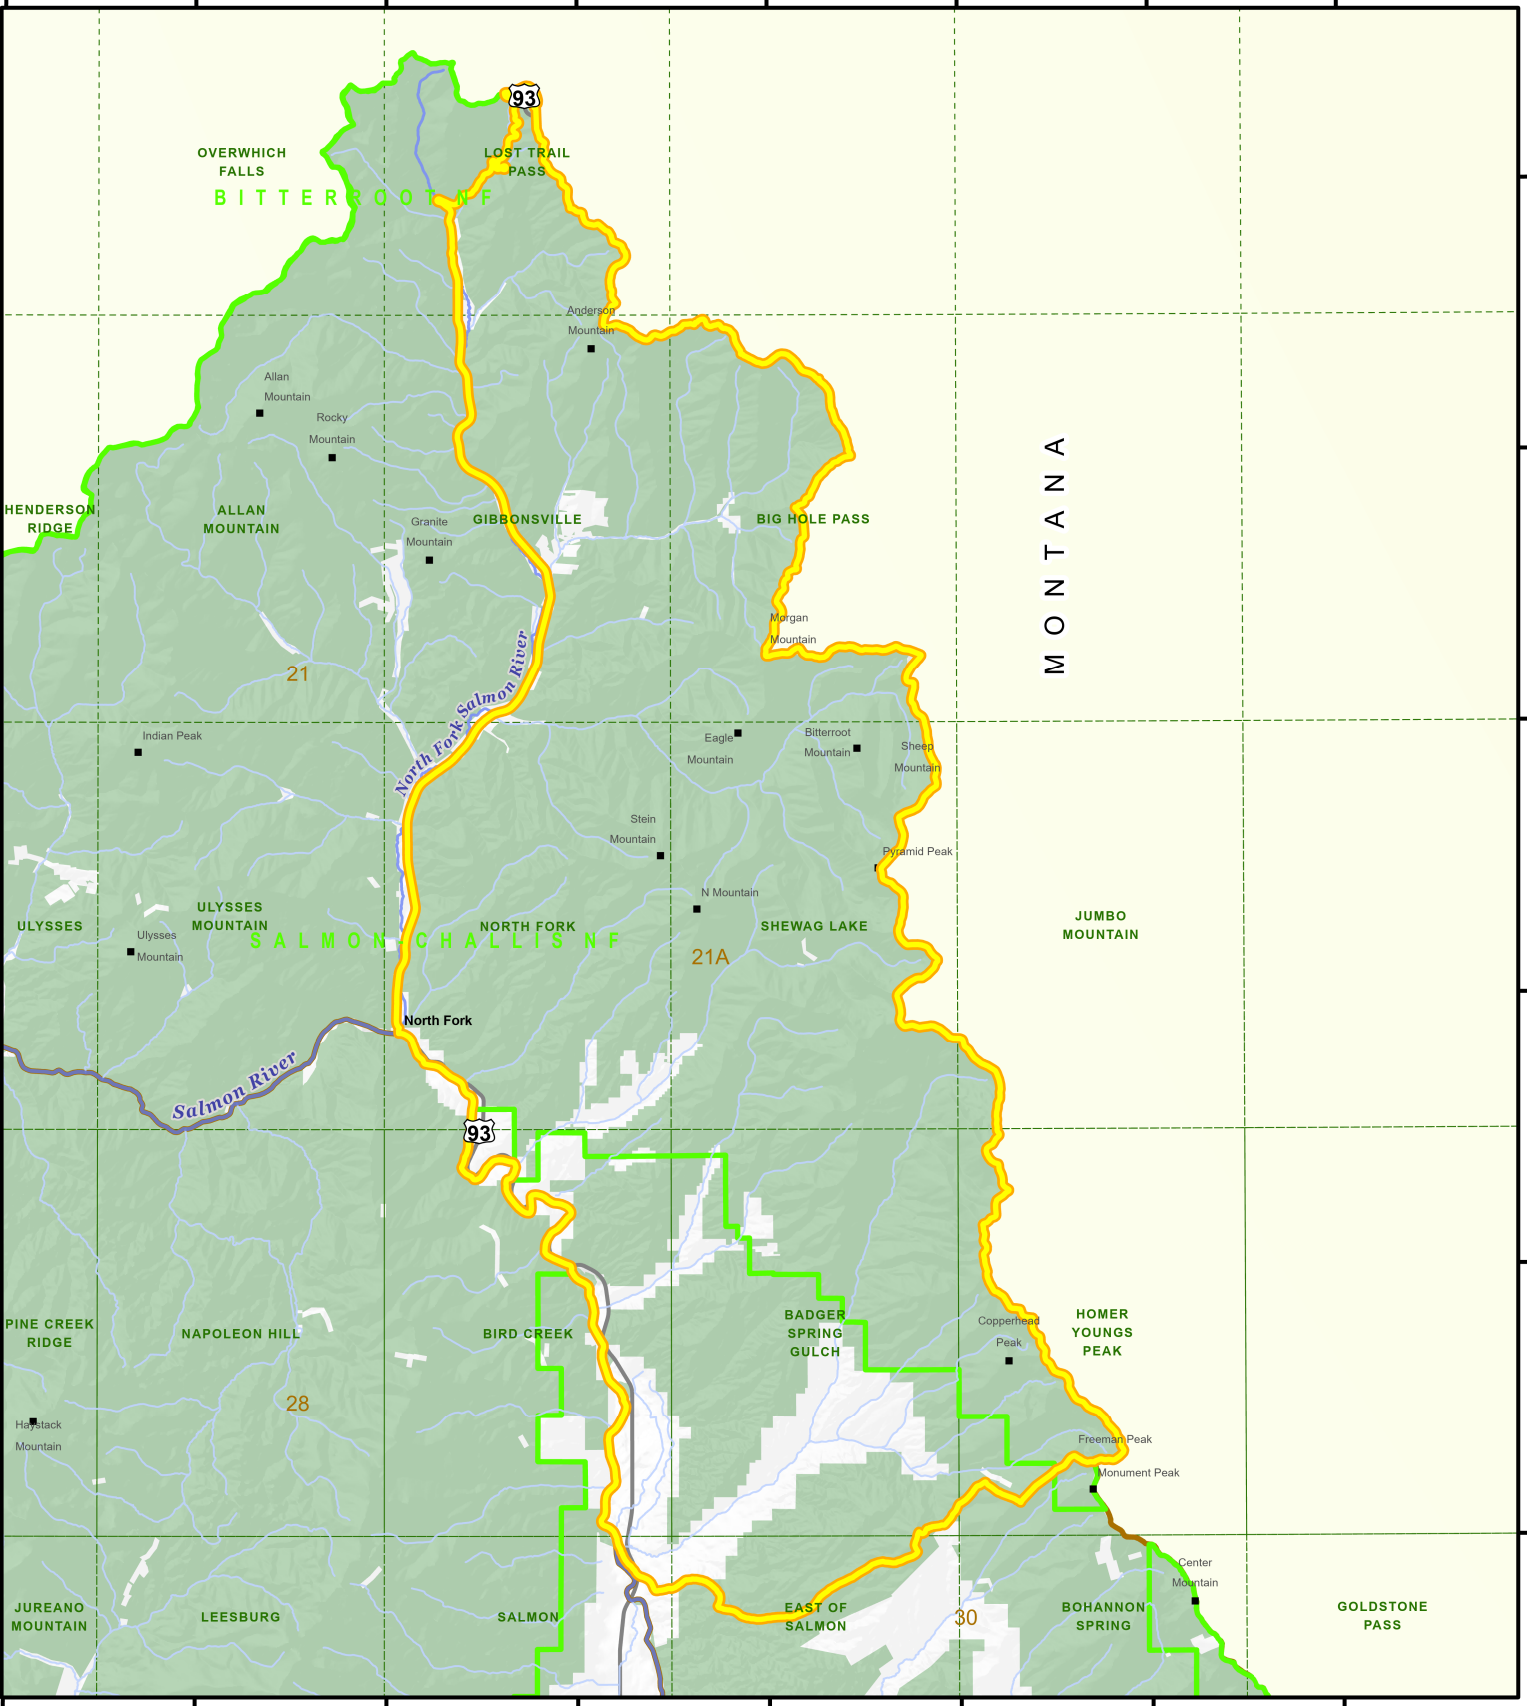 93
OVERWHICH
FALLS
LOST TRAIL
PASS
BITTERROOT NF
Anderson
Mountain
Allan
Mountain
Rocky
Mountain
MONTANA
HENDERSON
RIDGE
ALLAN
MOUNTAIN
Granite
Mountain
GIBBONSVILLE
BIG HOLE PASS
Morgan
Mountain
21
North Fork Salmon River
Indian Peak
Eagle
Mountain
Bitterroot
Mountain
Sheep
Mountain
Stein
Mountain
Pyramid Peak
N Mountain
ULYSSES
ULYSSES
MOUNTAIN
NORTH FORK
SHEWAG LAKE
JUMBO
MOUNTAIN
SALMON-CHALLIS NF
Ulysses
Mountain
21A
North Fork
Salmon River
93
PINE CREEK
RIDGE
NAPOLEON HILL
BIRD CREEK
BADGER
SPRING
GULCH
Copperhead
Peak
HOMER
YOUNGS
PEAK
28
Haystack
Mountain
Freeman Peak
Monument Peak
Center
Mountain
JUREANO
MOUNTAIN
LEESBURG
SALMON
EAST OF
SALMON
30
BOHANNON
SPRING
GOLDSTONE
PASS